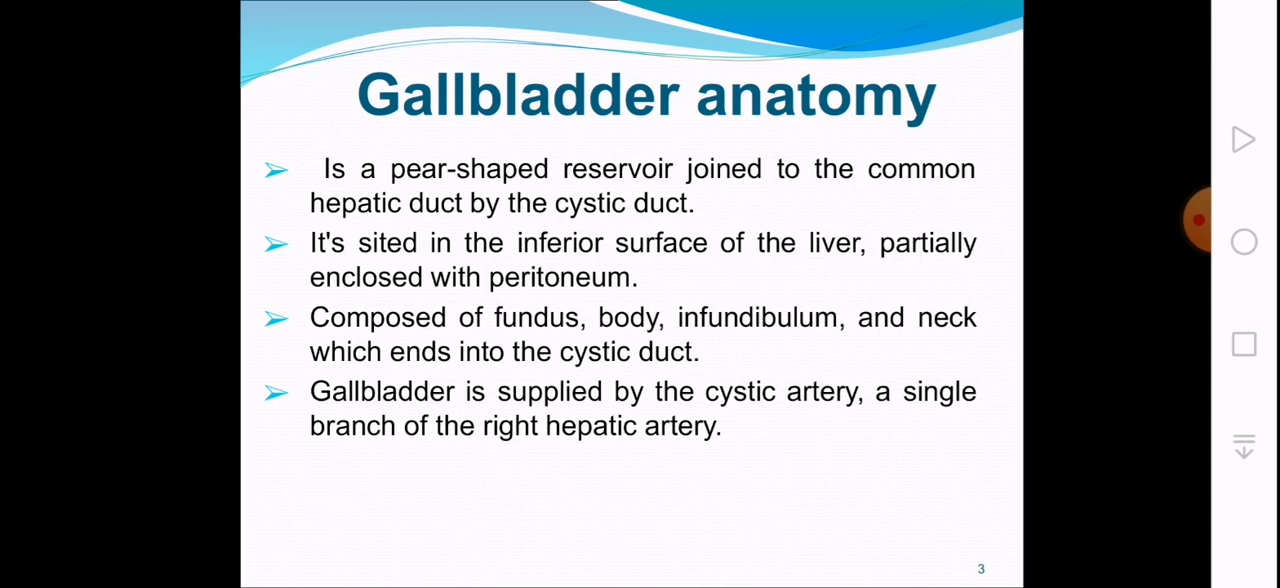 Gallbladder anatomy
➢ Is a pear-shaped reservoir joined to the common
hepatic duct by the cystic duct.
➢ It's sited in the inferior surface of the liver, partially
enclosed with peritoneum.
➢ Composed of fundus, body, infundibulum, and neck
which ends into the cystic duct.
➢ Gallbladder is supplied by the cystic artery, a single
branch of the right hepatic artery.
3